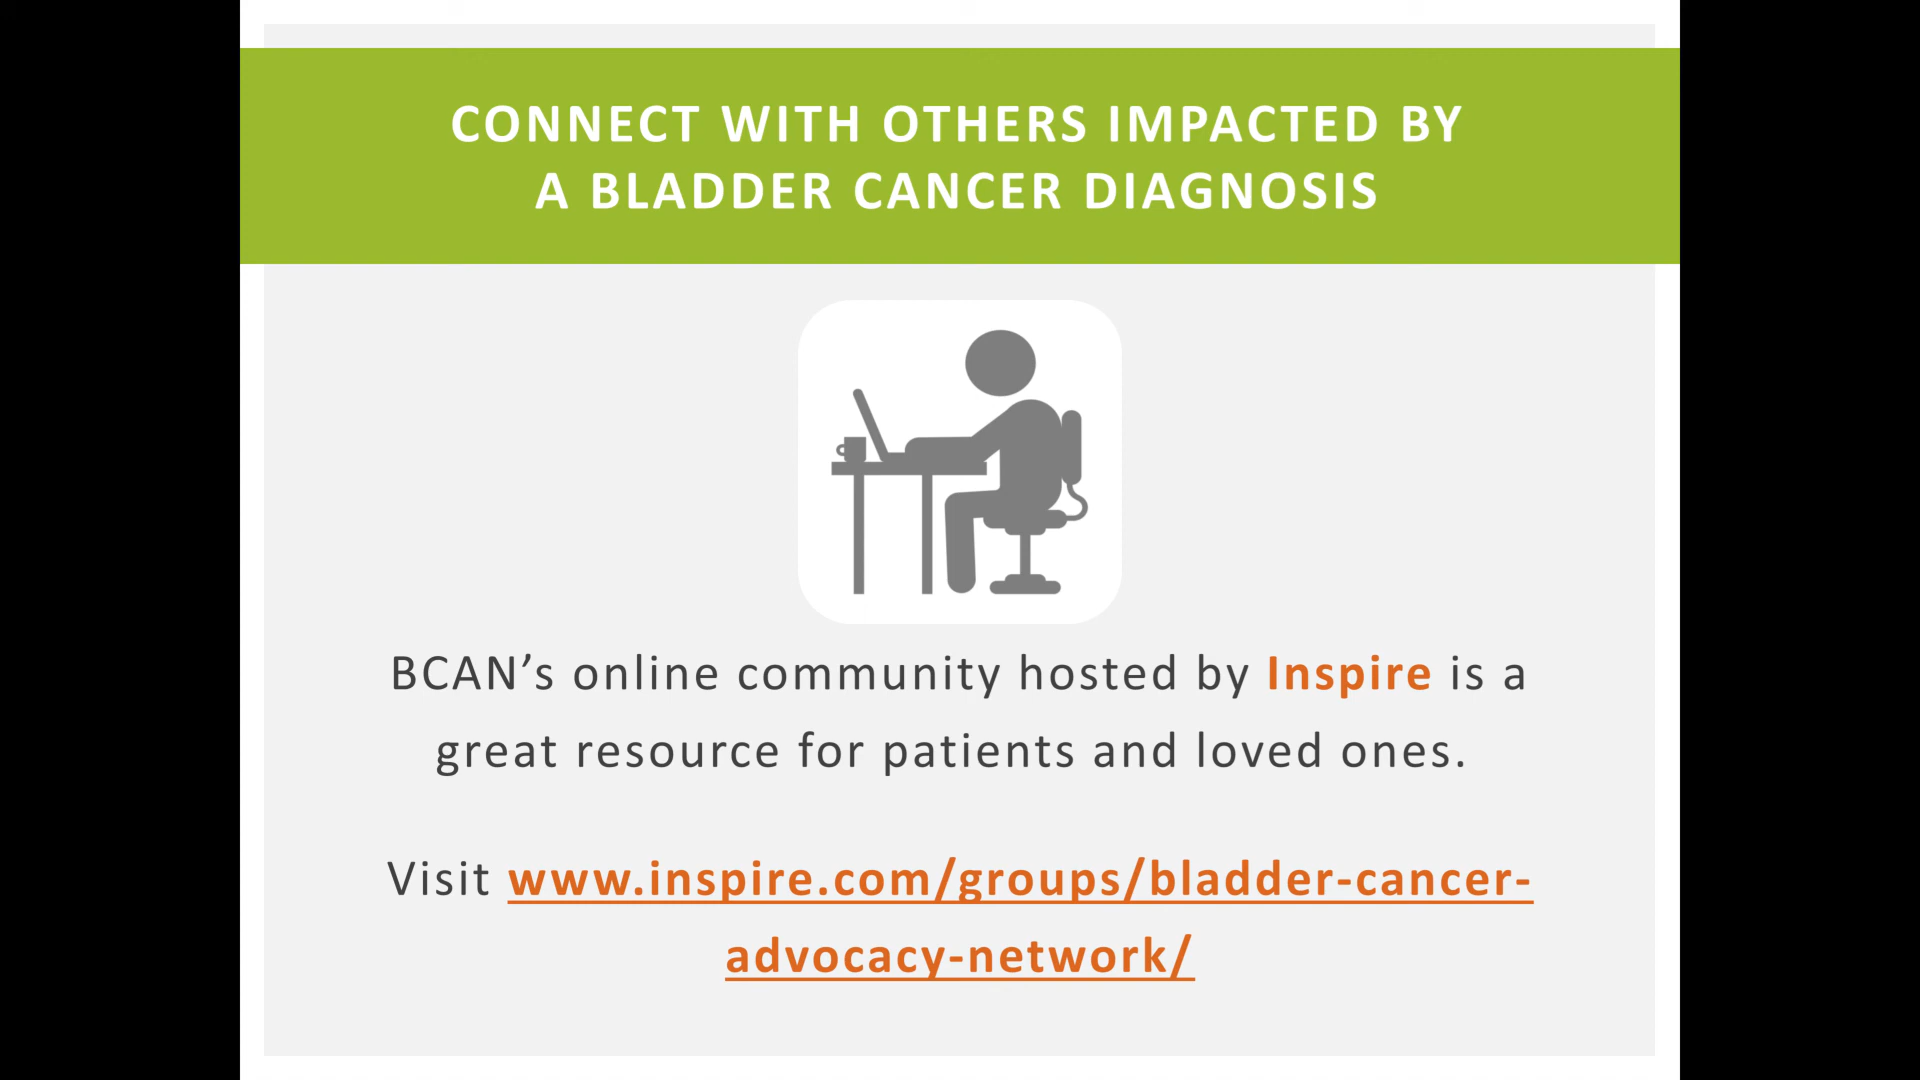 CONNECT WITH OTHERS IMPACTED BY
A BLADDER CANCER DIAGNOSIS
BCAN’s online community hosted by Inspire is a
great resource for patients and loved ones.
Visit www.inspire.com/groups/bladder-cancer-
advocacy-network/